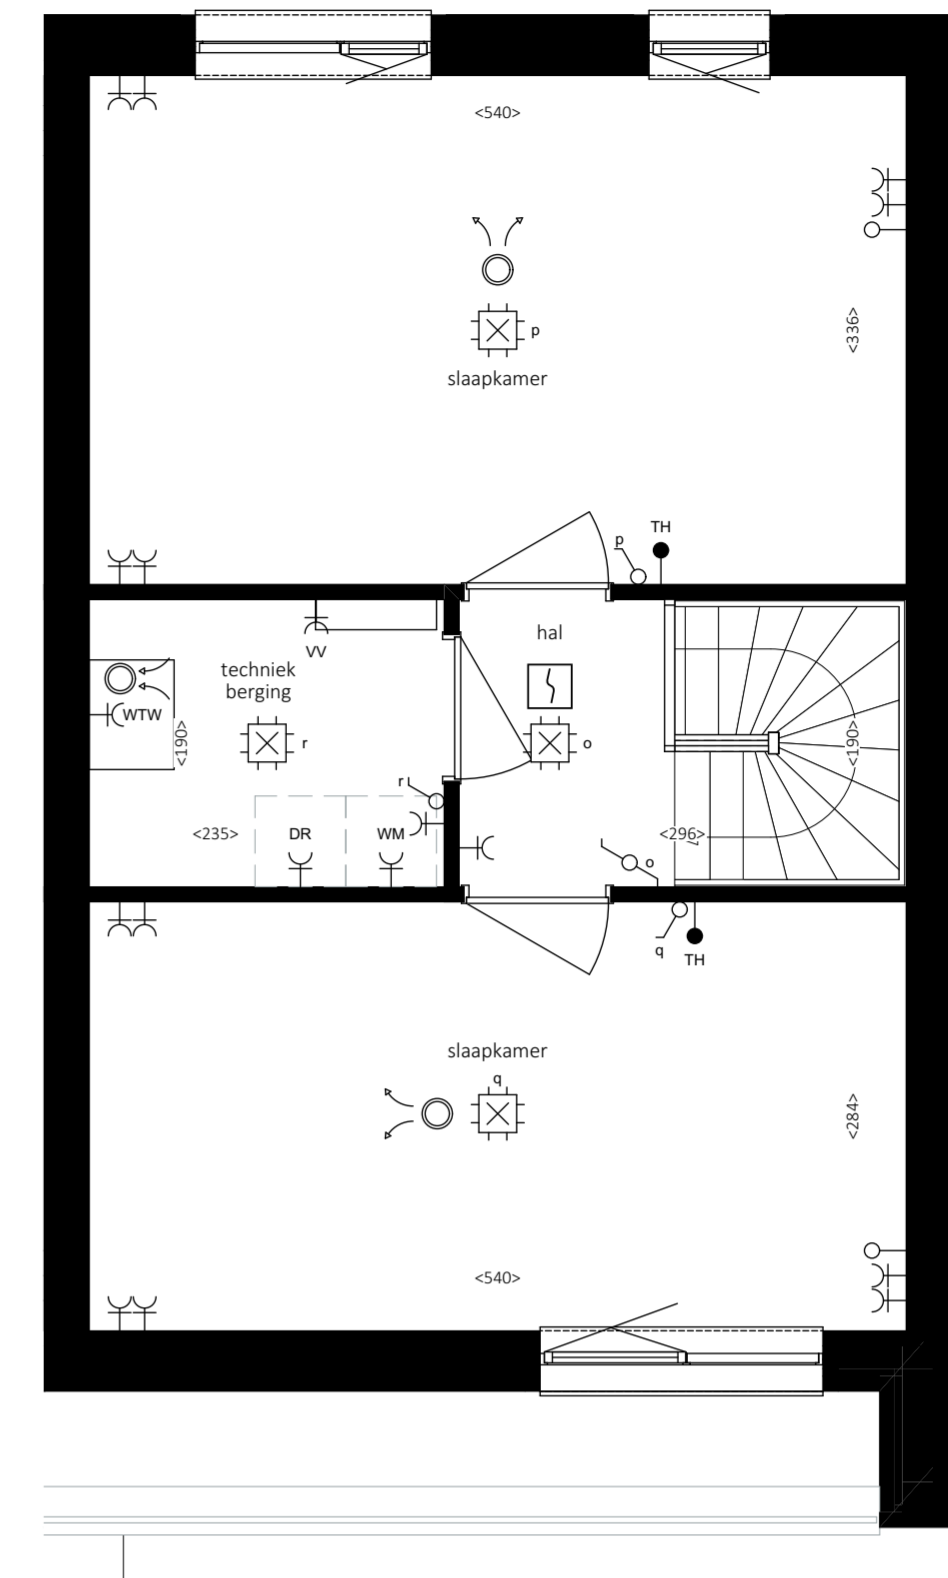 <540>
p
<336>
slaapkamer
TH
p
hal
VV
techniek
berging
WTW
<190>
r
o
<190>
r
<235>
DR
WM
<296>
7
o
q
TH
slaapkamer
q
<284>
<540>